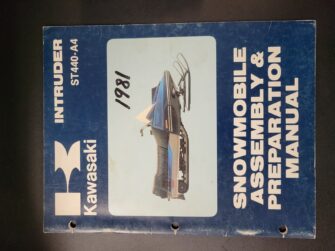 Kawasaki
INTRUDER
ST440-A4
1981
SNOWMOBILE
ASSEMBLY &
PREPARATION
MANUAL